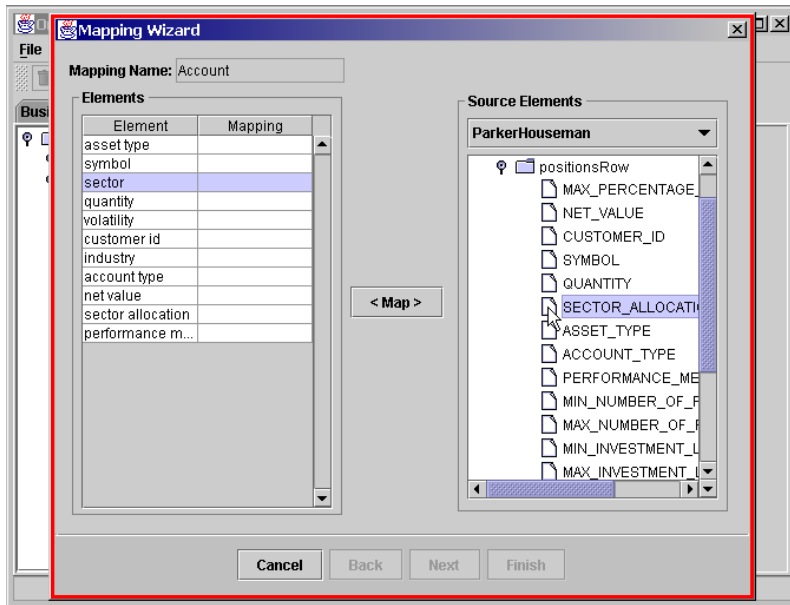 Mapping Wizard
File
Mapping Name: Account
Busi
Elements
Element Mapping
asset type
symbol
sector
quantity
volatility
customer id
industry
account type
net value
sector allocation
performance m...
< Map >
Source Elements
ParkerHouseman
positionsRow
MAX_PERCENTAGE_
NET_VALUE
CUSTOMER_ID
SYMBOL
QUANTITY
SECTOR_ALLOCATI
ASSET_TYPE
ACCOUNT_TYPE
PERFORMANCE_ME
MIN_NUMBER_OF_
MAX_NUMBER_OF_
MIN_INVESTMENT_L
MAX_INVESTMENT_L
Cancel Back Next Finish